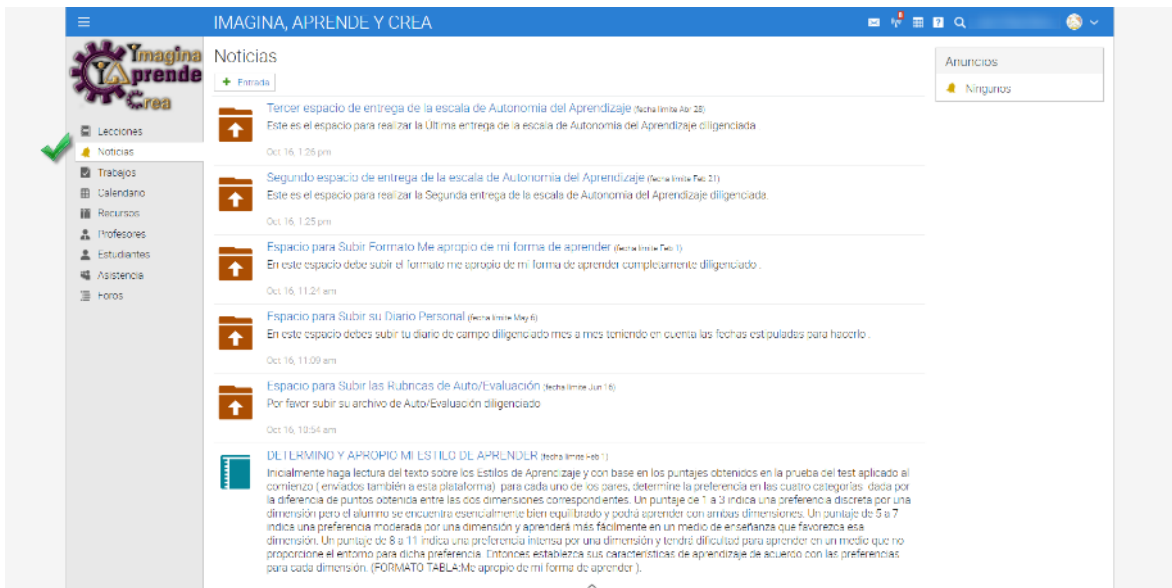 IMAGINA, APRENDE Y CREA
8
Ymagina
Aprende
Crea
Lecciones
Noticias
Trabajos
Calendario
Recursos
Profesores
Estudiantes
Asistencia
Foros
Noticias
+ Entrada
Tercer espacio de entrega de la escala de Autonomia del Aprendizaje (fecha límite Abr 28)
Este es el espacio para realizar la Última entrega de la escala de Autonomia del Aprendizaje diligenciada
Oct 16, 1:26 pm
Segundo espacio de entrega de la escala de Autonomia del Aprendizaje (fecha límite Feb 21)
Este es el espacio para realizar la Segunda entrega de la escala de Autonomia del Aprendizaje diligenciada.
Oct 16, 1:25 pm
Espacio para Subir Formato Me apropio de mi forma de aprender (fecha límite Feb 1)
En este espacio debe subir el formato me apropio de mi forma de aprender completamente diligenciado .
Oct 16, 11:24 am
Espacio para Subir su Diario Personal (fecha límite May 6)
En este espacio debes subir tu diario de campo diligenciado mes a mes teniendo en cuenta las fechas estipuladas para hacerlo .
Oct 16, 11:09 am
Espacio para Subir las Rubricas de Auto/Evaluación (fecha límite Jun 16)
Por favor subir su archivo de Auto/Evaluación diligenciado
Oct 16, 10:54 am
DETERMINO Y APROPIO MI ESTILO DE APRENDER (fecha límite Feb 1)
Inicialmente haga lectura del texto sobre los Estilos de Aprendizaje y con base en los puntajes obtenidos en la prueba del test aplicado al
comienzo ( enviados también a esta plataforma) para cada uno de los pares, determine la preferencia en las cuatro categorías dada por
la diferencia de puntos obtenida entre las dos dimensiones correspondientes. Un puntaje de 1 a 3 indica una preferencia discreta por una
dimensión pero el alumno se encuentra esencialmente bien equilibrado y podrá aprender con ambas dimensiones. Un puntaje de 5 a 7
indica una preferencia moderada por una dimensión y aprenderá más fácilmente en un medio de enseñanza que favorezca esa
dimensión. Un puntaje de 8 a 11 indica una preferencia intensa por una dimensión y tendrá dificultad para aprender en un medio que no
proporcione el entorno para dicha preferencia. Entonces establezca sus características de aprendizaje de acuerdo con las preferencias
para cada dimensión. (FORMATO TABLA:Me apropio de mi forma de aprender ).
Anuncios
Ningunos